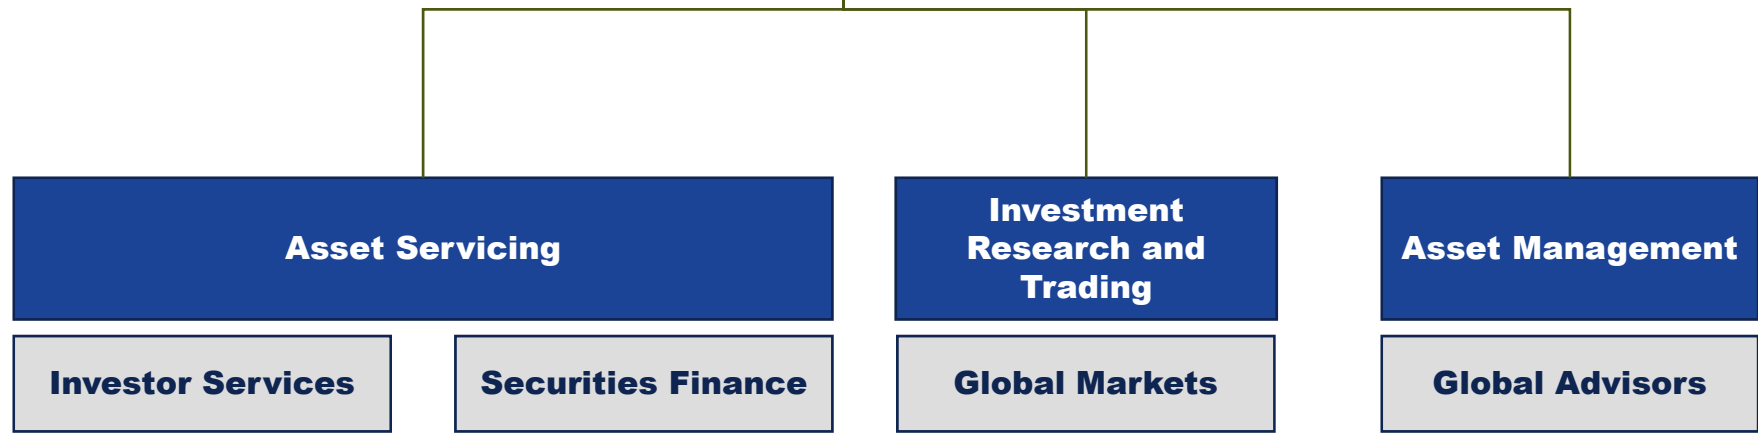 Asset Servicing
Investment
Research and
Trading
Asset Management
Investor Services
Securities Finance
Global Markets
Global Advisors